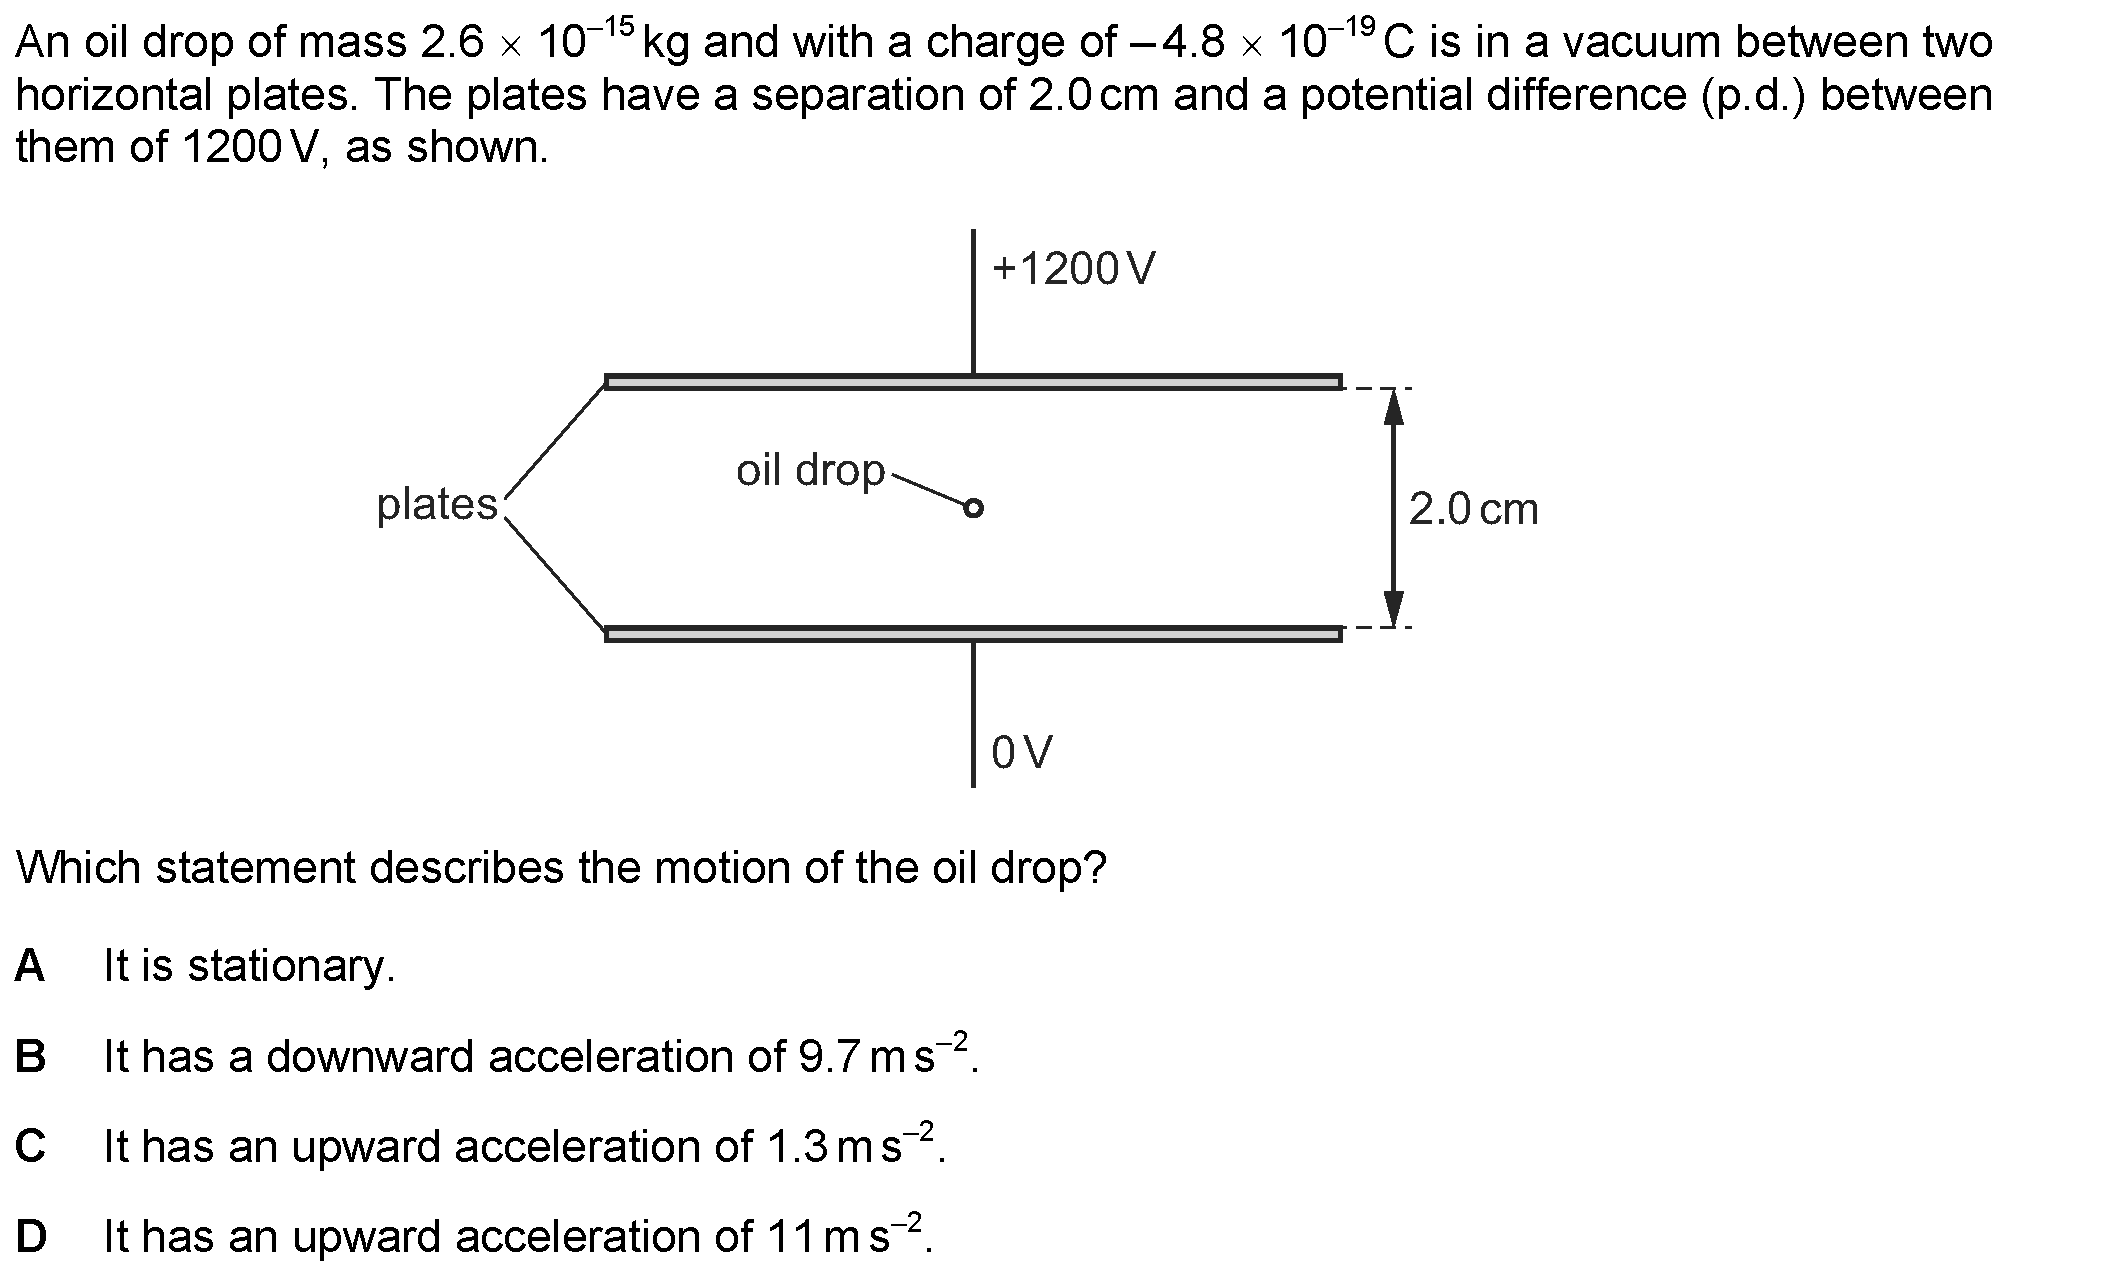 An oil drop of mass 2.6 × 10⁻¹⁵ kg and with a charge of –4.8 × 10⁻¹⁹ C is in a vacuum between two
horizontal plates. The plates have a separation of 2.0 cm and a potential difference (p.d.) between
them of 1200 V, as shown.
+1200 V
oil drop
plates
2.0 cm
0 V
Which statement describes the motion of the oil drop?
A It is stationary.
B It has a downward acceleration of 9.7 m s⁻².
C It has an upward acceleration of 1.3 m s⁻².
D It has an upward acceleration of 11 m s⁻².